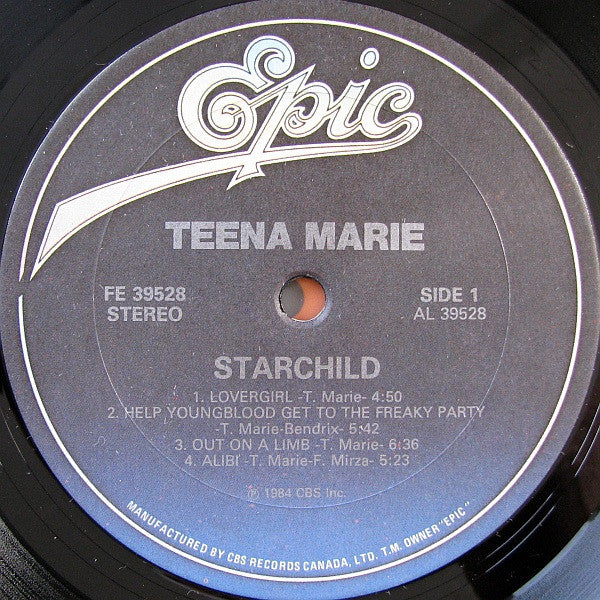 Epic
TEENA MARIE
FE 39528
STEREO
SIDE 1
AL 39528
STARCHILD
1. LOVERGIRL -T. Marie- 4:50
2. HELP YOUNGBLOOD GET TO THE FREAKY PARTY
-T. Marie-Bendrix- 5:42
3. OUT ON A LIMB -T. Marie- 6:36
4. ALIBI -T. Marie-F. Mirza- 5:23
℗ 1984 CBS Inc.
MANUFACTURED BY CBS RECORDS CANADA, LTD. T.M. OWNER "EPIC"